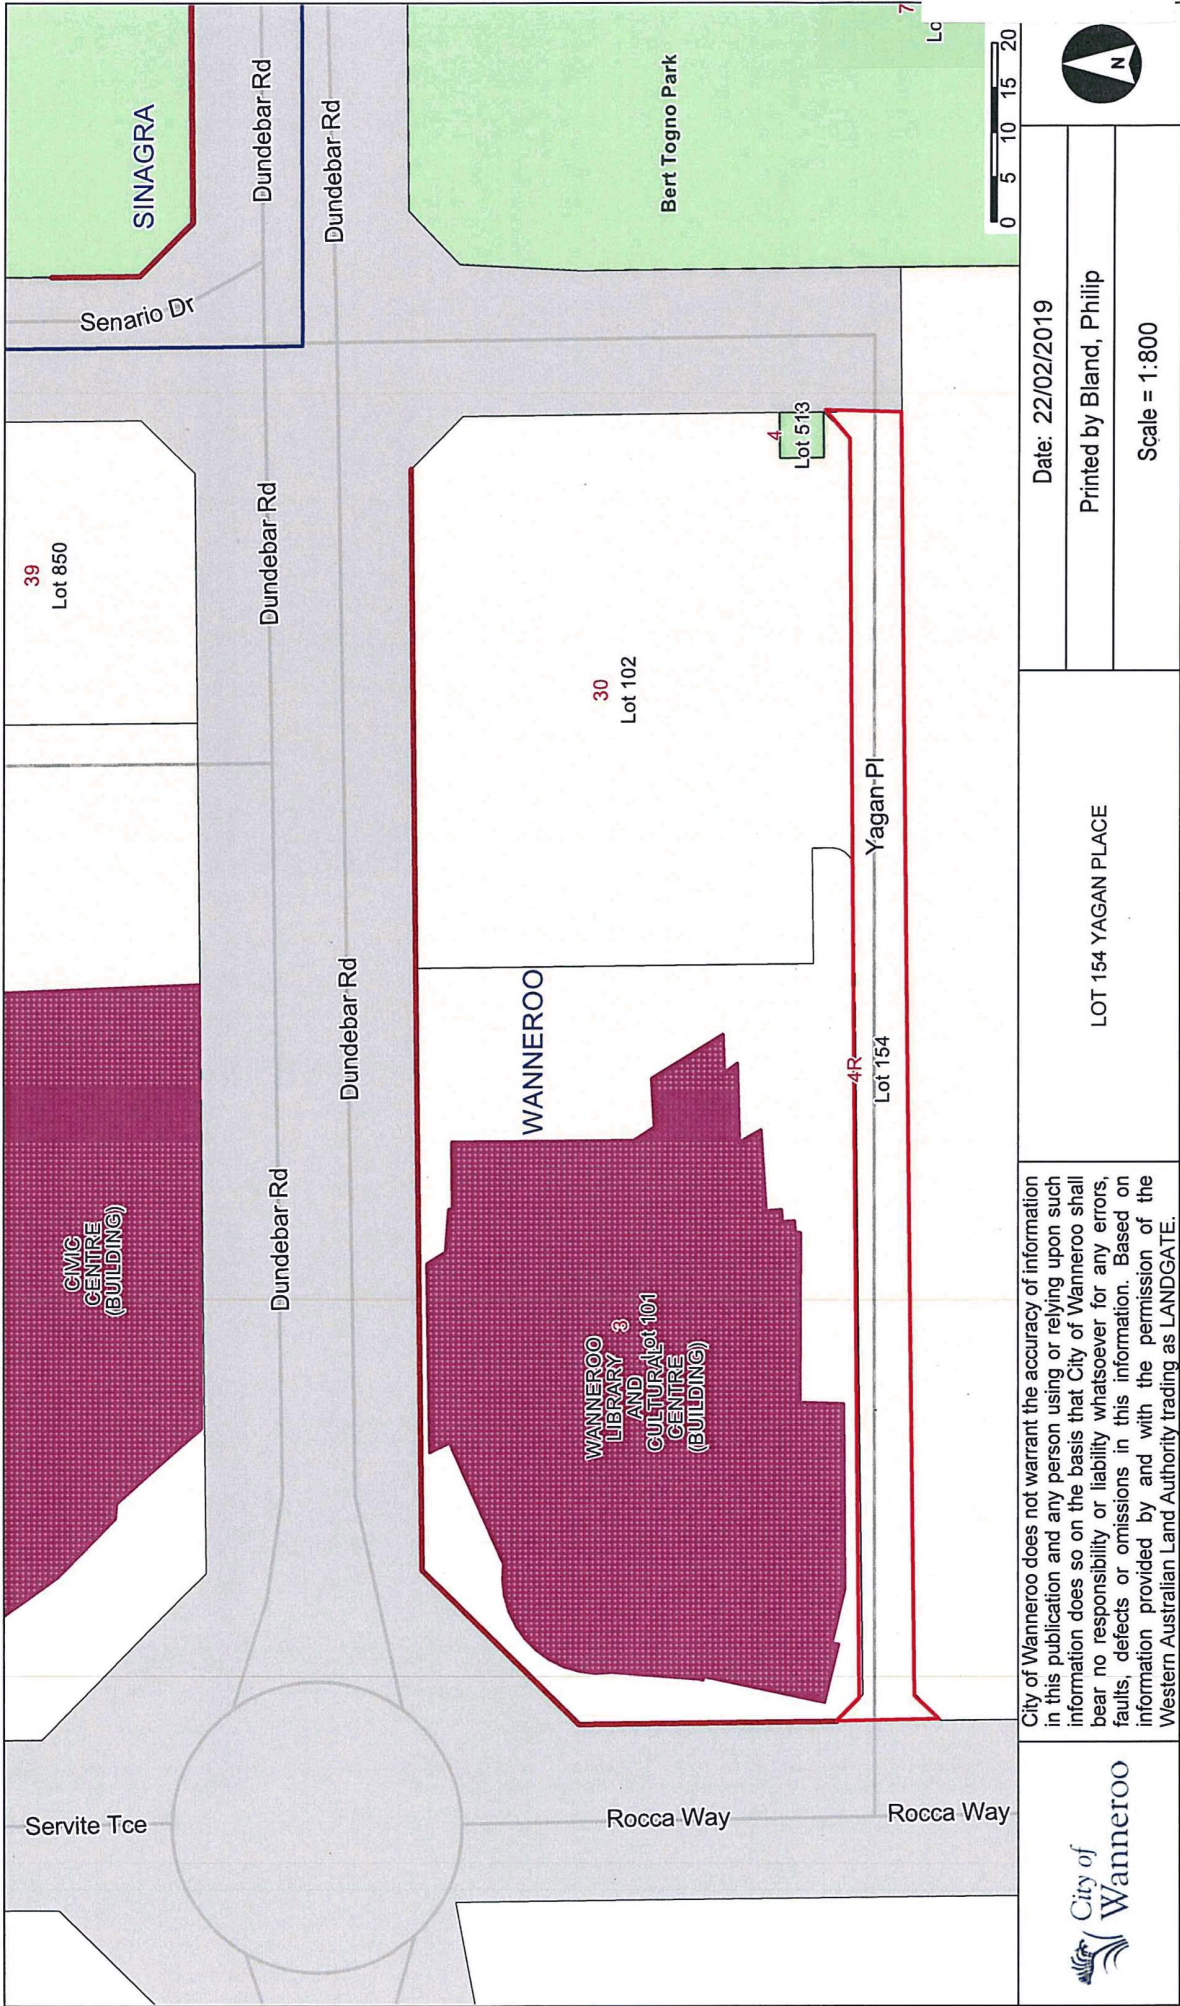 SINAGRA
Senario Dr
Dundebar Rd
Dundebar Rd
Bert Togno Park
39
Lot 850
Dundebar Rd
30
Lot 102
4
Lot 513
Yagan Pl
CIVIC
CENTRE
(BUILDING)
Dundebar Rd
Dundebar Rd
WANNEROO
WANNEROO
LIBRARY
3
AND
CULTURAL
Lot 101
CENTRE
(BUILDING)
4R
Lot 154
Servite Tce
Rocca Way
Rocca Way
7
Lo
0 5 10 15 20
City of
Wanneroo
City of Wanneroo does not warrant the accuracy of information
in this publication and any person using or relying upon such
information does so on the basis that City of Wanneroo shall
bear no responsibility or liability whatsoever for any errors,
faults, defects or omissions in this information. Based on
information provided by and with the permission of the
Western Australian Land Authority trading as LANDGATE.
LOT 154 YAGAN PLACE
Date: 22/02/2019
Printed by Bland, Philip
Scale = 1:800
N